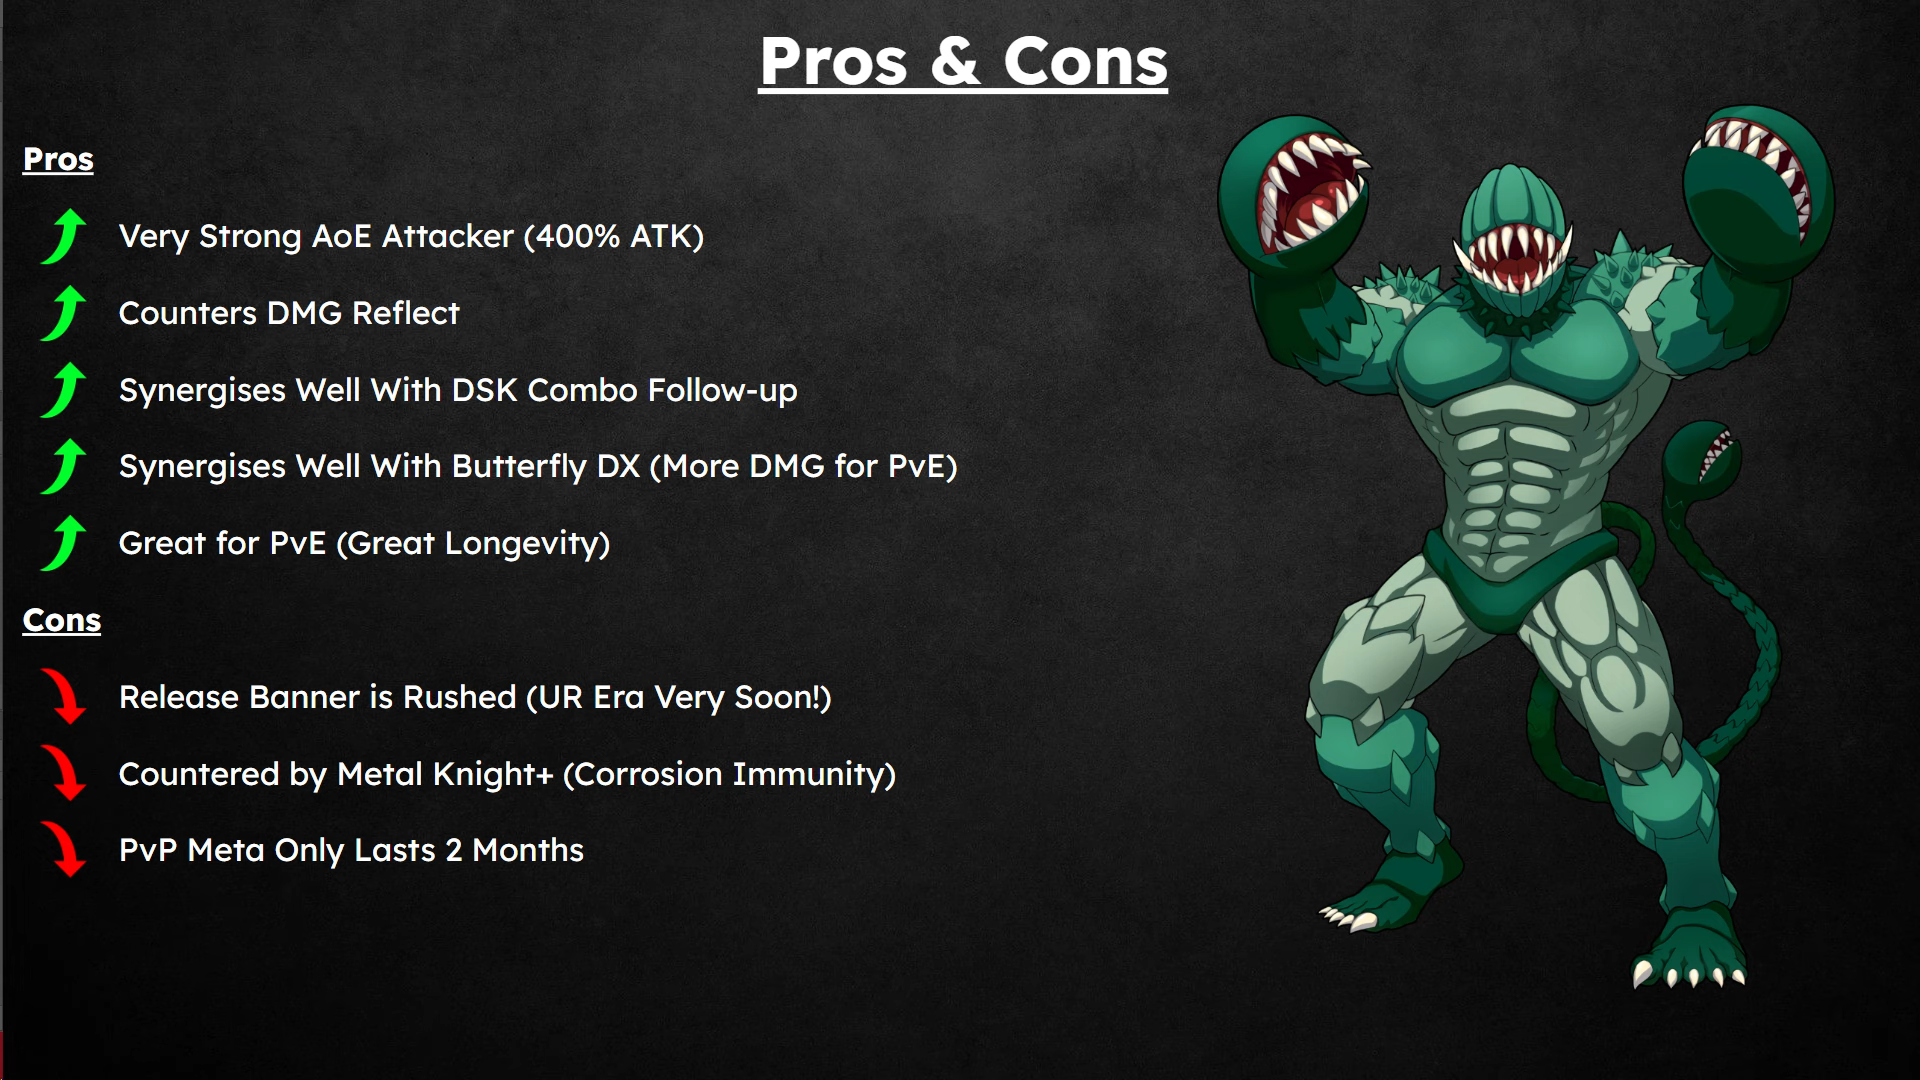 Pros & Cons
Pros
Very Strong AoE Attacker (400% ATK)
Counters DMG Reflect
Synergises Well With DSK Combo Follow-up
Synergises Well With Butterfly DX (More DMG for PvE)
Great for PvE (Great Longevity)
Cons
Release Banner is Rushed (UR Era Very Soon!)
Countered by Metal Knight+ (Corrosion Immunity)
PvP Meta Only Lasts 2 Months